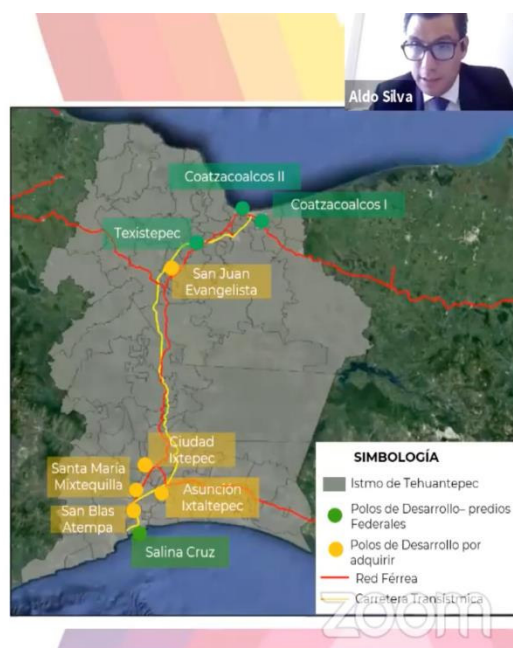 Aldo Silva
Coatzacoalcos II
Coatzacoalcos I
Texistepec
San Juan
Evangelista
Ciudad
Ixtepec
Santa María
Mixtequilla
Asunción
Ixtaltepec
San Blas
Atempa
Salina Cruz
SIMBOLOGÍA
Istmo de Tehuantepec
Polos de Desarrollo– predios
Federales
Polos de Desarrollo por
adquirir
Red Férrea
Carretera Transístmica
zoom